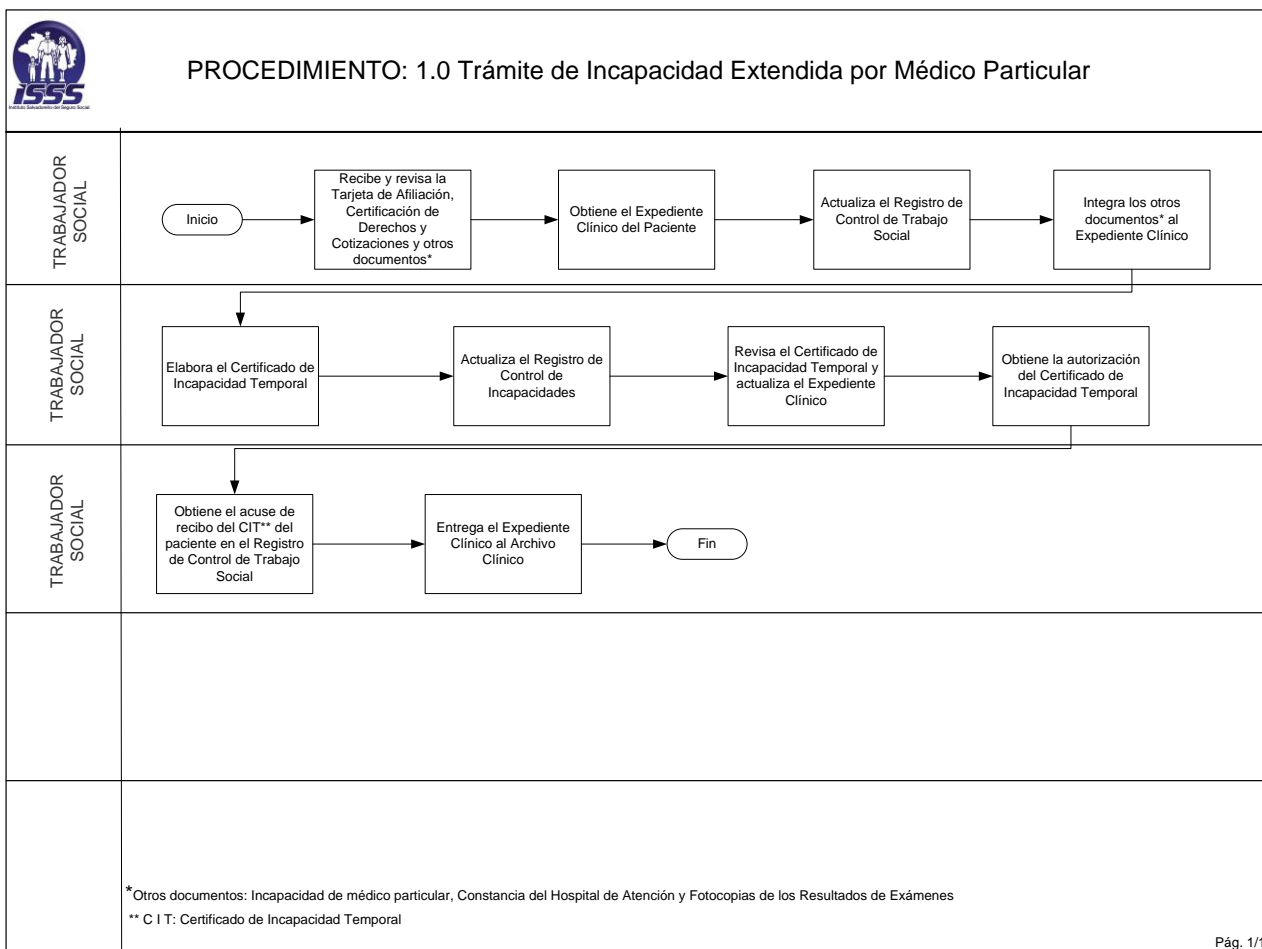 ISSS
Instituto Salvadoreño del Seguro Social
PROCEDIMIENTO: 1.0 Trámite de Incapacidad Extendida por Médico Particular
TRABAJADOR
SOCIAL
Inicio
Recibe y revisa la
Tarjeta de Afiliación,
Certificación de
Derechos y
Cotizaciones y otros
documentos*
Obtiene el Expediente
Clínico del Paciente
Actualiza el Registro de
Control de Trabajo
Social
Integra los otros
documentos* al
Expediente Clínico
TRABAJADOR
SOCIAL
Elabora el Certificado de
Incapacidad Temporal
Actualiza el Registro de
Control de
Incapacidades
Revisa el Certificado de
Incapacidad Temporal y
actualiza el Expediente
Clínico
Obtiene la autorización
del Certificado de
Incapacidad Temporal
TRABAJADOR
SOCIAL
Obtiene el acuse de
recibo del CIT** del
paciente en el Registro
de Control de Trabajo
Social
Entrega el Expediente
Clínico al Archivo
Clínico
Fin
*Otros documentos: Incapacidad de médico particular, Constancia del Hospital de Atención y Fotocopias de los Resultados de Exámenes
** C I T: Certificado de Incapacidad Temporal
Pág. 1/1